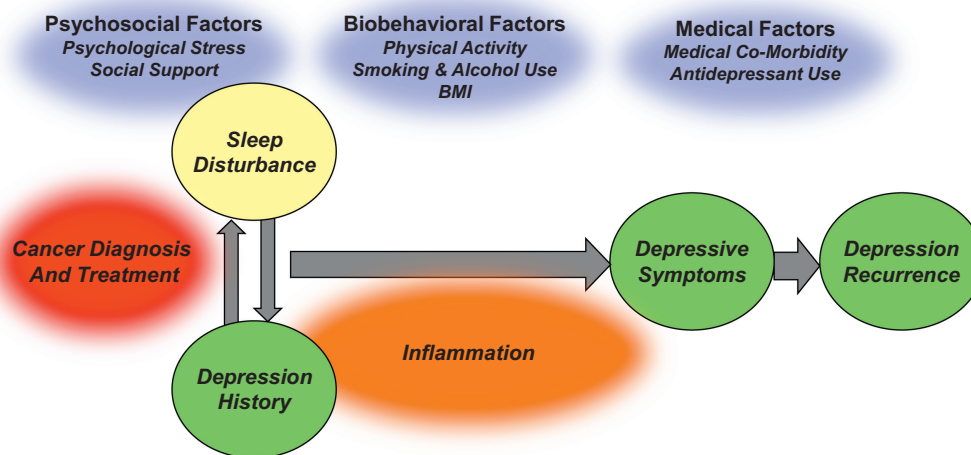 Psychosocial Factors
Psychological Stress
Social Support
Biobehavioral Factors
Physical Activity
Smoking & Alcohol Use
BMI
Medical Factors
Medical Co-Morbidity
Antidepressant Use
Sleep
Disturbance
Cancer Diagnosis
And Treatment
Depressive
Symptoms
Depression
Recurrence
Inflammation
Depression
History